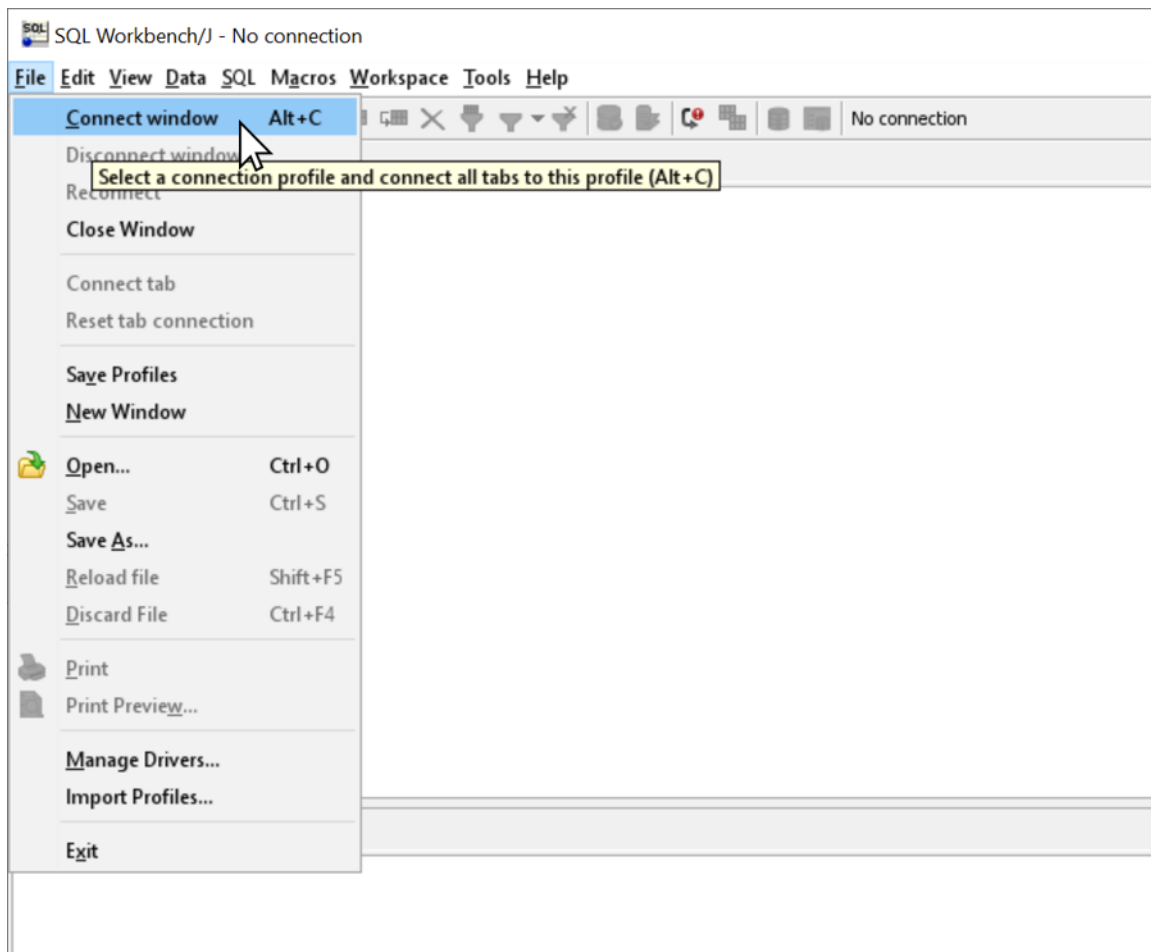 SQL
SQL Workbench/J - No connection
File Edit View Data SQL Macros Workspace Tools Help
Connect window Alt+C
No connection
Disconnect window
Select a connection profile and connect all tabs to this profile (Alt+C)
Reconnect
Close Window
Connect tab
Reset tab connection
Save Profiles
New Window
Open... Ctrl+O
Save Ctrl+S
Save As...
Reload file Shift+F5
Discard File Ctrl+F4
Print
Print Preview...
Manage Drivers...
Import Profiles...
Exit